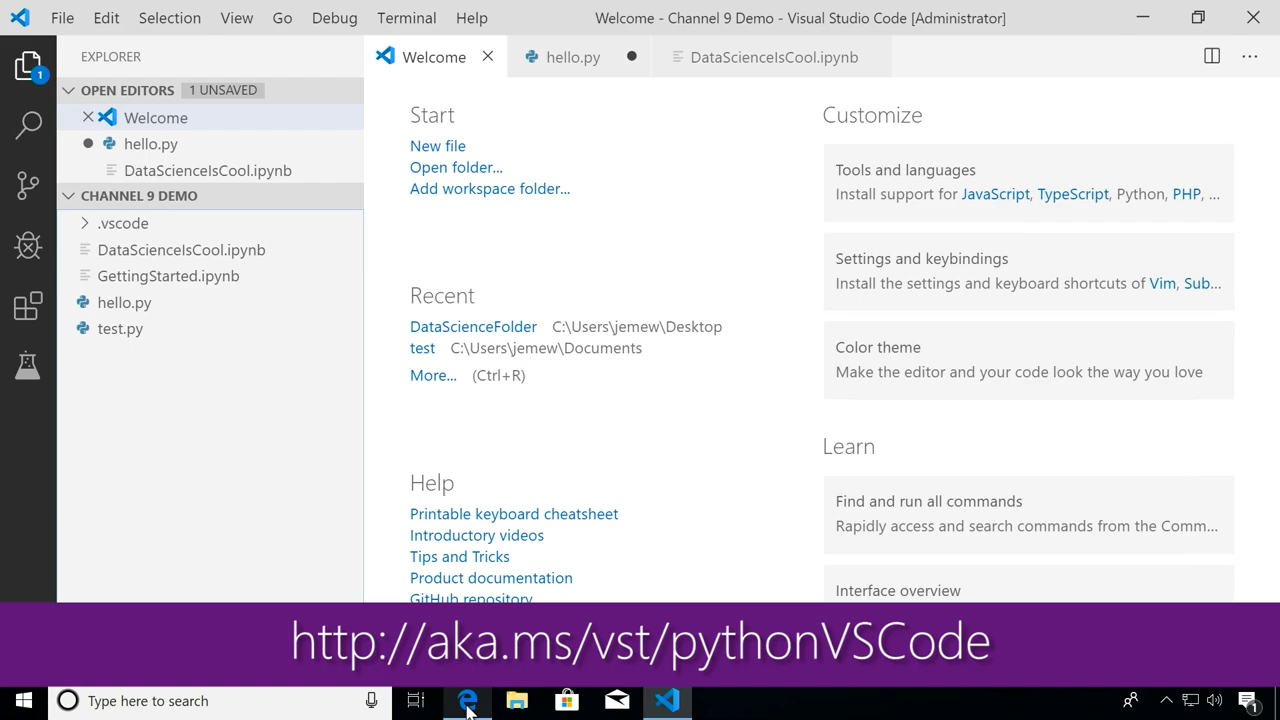 File Edit Selection View Go Debug Terminal Help Welcome - Channel 9 Demo - Visual Studio Code [Administrator]
EXPLORER
Welcome hello.py DataScienceIsCool.ipynb
OPEN EDITORS 1 UNSAVED
Welcome
hello.py
DataScienceIsCool.ipynb
CHANNEL 9 DEMO
.vscode
DataScienceIsCool.ipynb
GettingStarted.ipynb
hello.py
test.py
1
Start
New file
Open folder...
Add workspace folder...
Recent
DataScienceFolder C:\Users\jemew\Desktop
test C:\Users\jemew\Documents
More... (Ctrl+R)
Help
Printable keyboard cheatsheet
Introductory videos
Tips and Tricks
Product documentation
GitHub repository
Customize
Tools and languages
Install support for JavaScript, TypeScript, Python, PHP, ...
Settings and keybindings
Install the settings and keyboard shortcuts of Vim, Sub...
Color theme
Make the editor and your code look the way you love
Learn
Find and run all commands
Rapidly access and search commands from the Comm...
Interface overview
http://aka.ms/vst/pythonVSCode
Type here to search
1